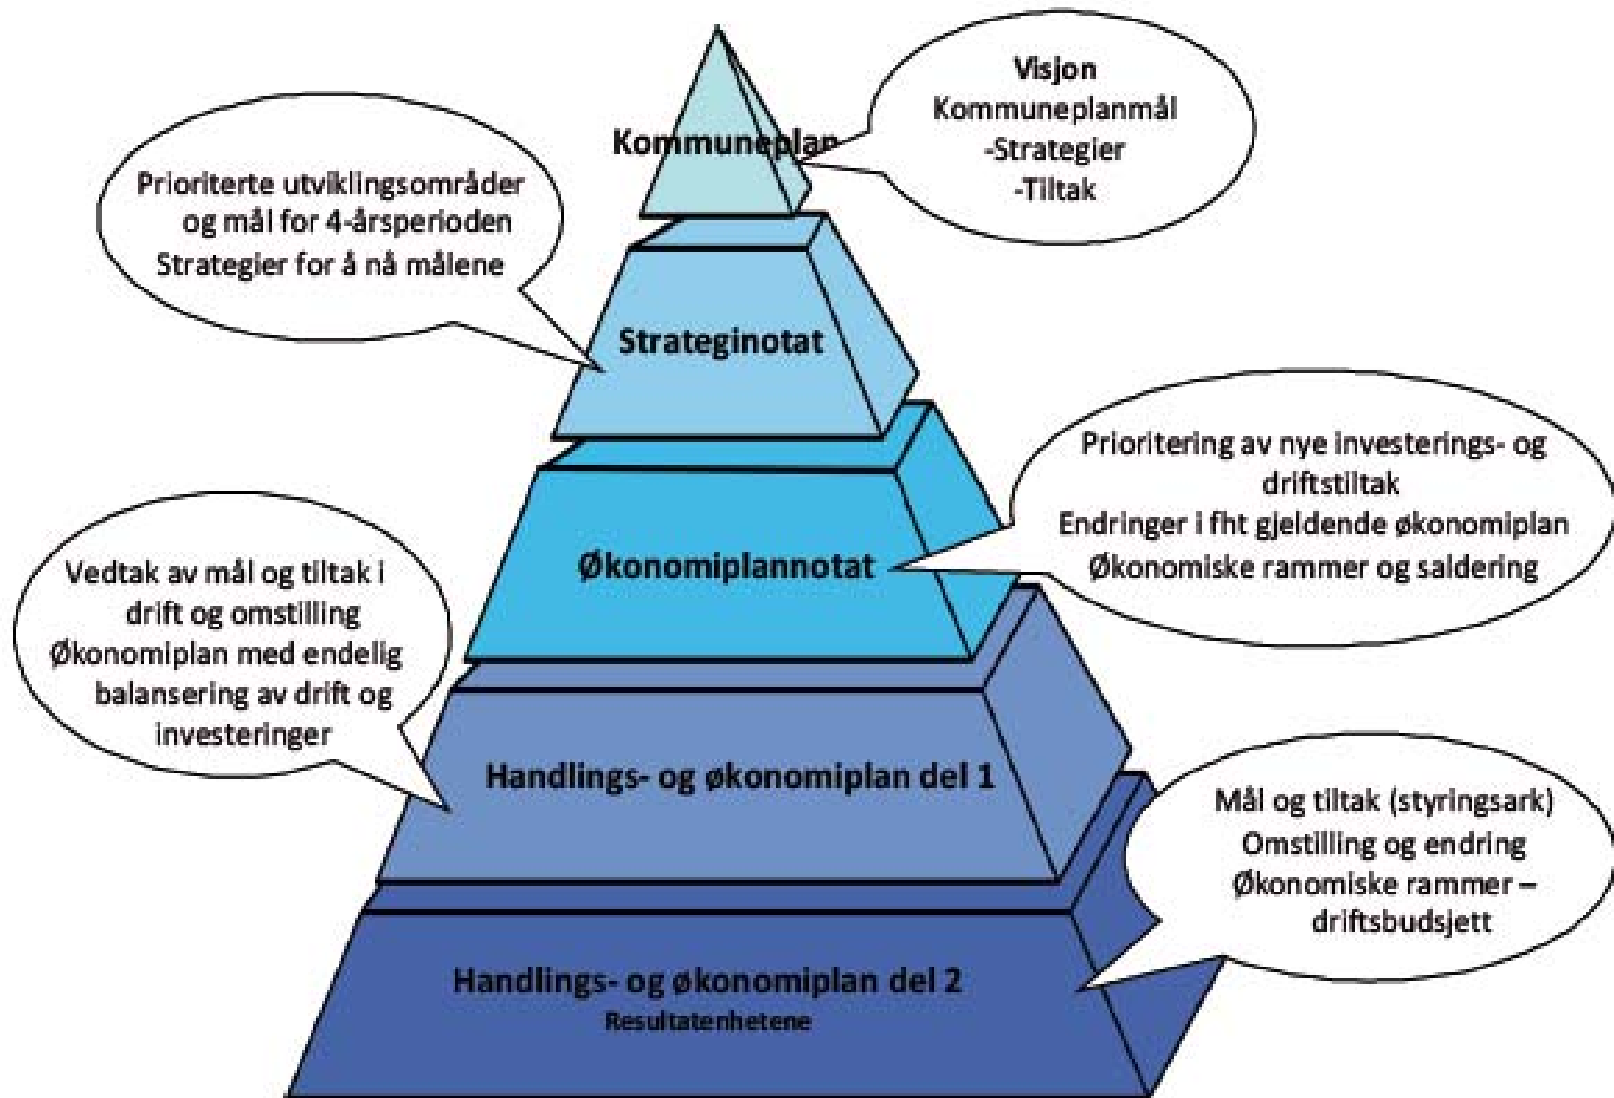 Visjon
Kommuneplanmål
-Strategier
-Tiltak
Kommuneplan
Prioriterte utviklingsområder
og mål for 4-årsperioden
Strategier for å nå målene
Strateginotat
Prioritering av nye investerings- og
driftstiltak
Endringer i fht gjeldende økonomiplan
Økonomiske rammer og saldering
Økonomiplannotat
Vedtak av mål og tiltak i
drift og omstilling
Økonomiplan med endelig
balansering av drift og
investeringer
Handlings- og økonomiplan del 1
Mål og tiltak (styringsark)
Omstilling og endring
Økonomiske rammer –
driftsbudsjett
Handlings- og økonomiplan del 2
Resultatenhetene